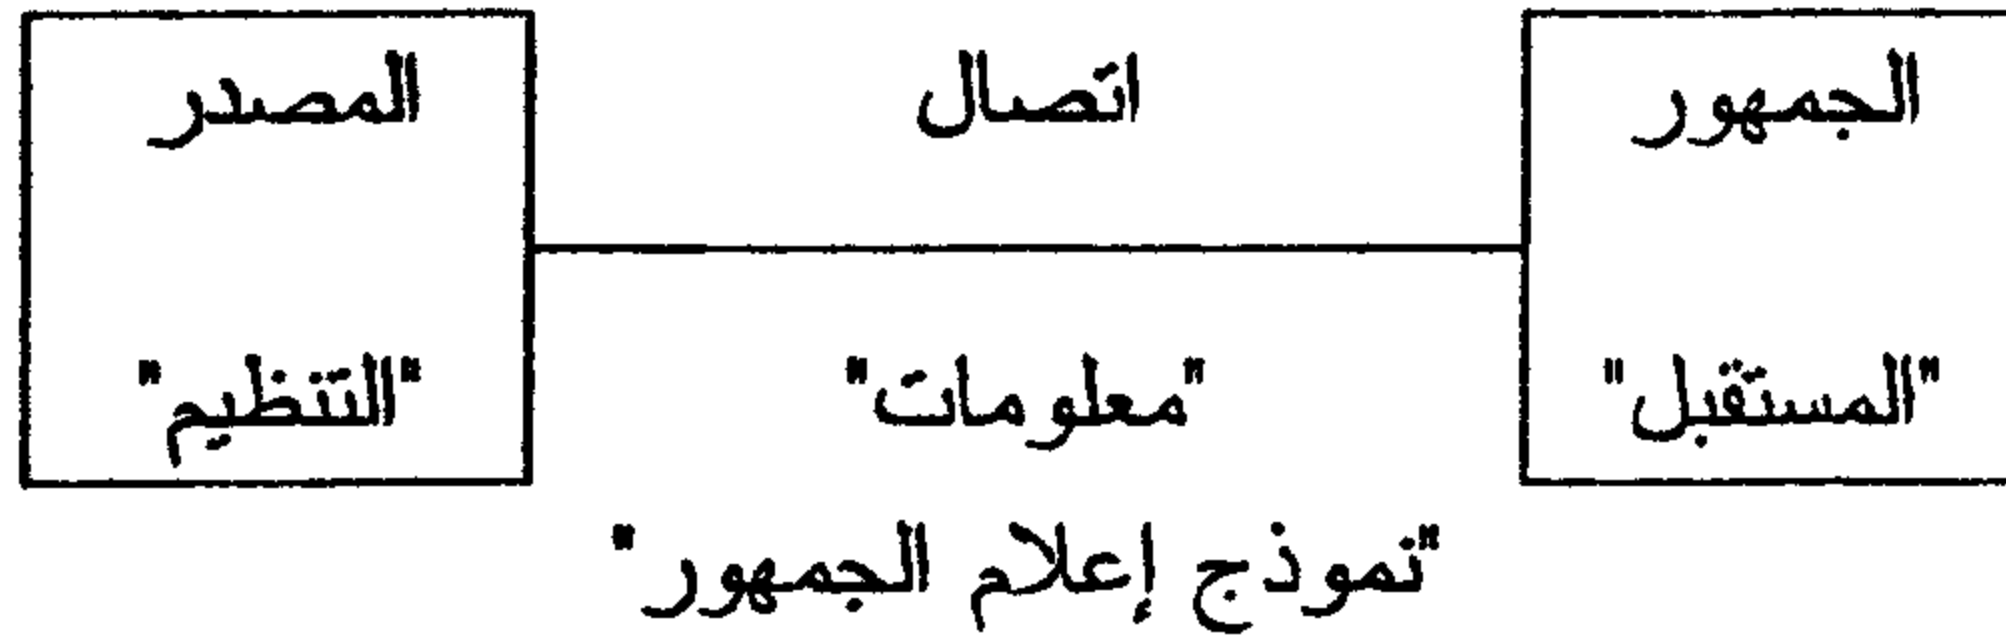 الجمهور
"المستقبل"
اتصال
"معلومات"
المصدر
"التنظيم"
"نموذج إعلام الجمهور"